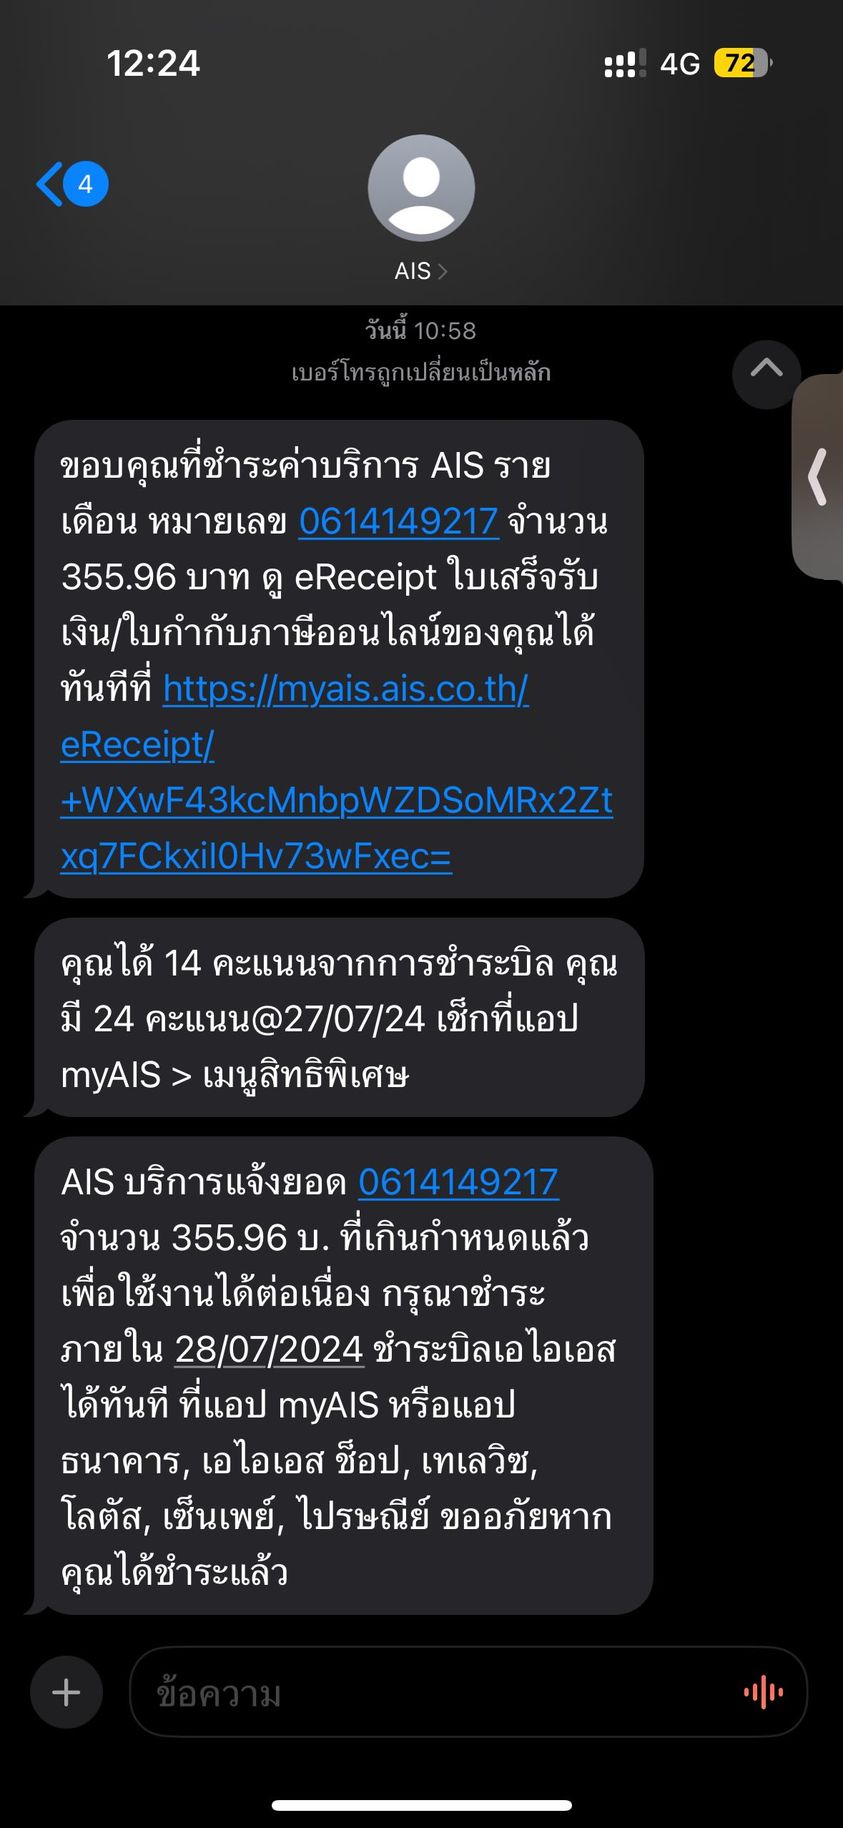 12:24
4G 72
4
AIS
วันนี้ 10:58
เบอร์โทรถูกเปลี่ยนเป็นหลัก
ขอบคุณที่ชำระค่าบริการ AIS ราย
เดือน หมายเลข 0614149217 จำนวน
355.96 บาท ดู eReceipt ใบเสร็จรับ
เงิน/ใบกำกับภาษีออนไลน์ของคุณได้
ทันทีที่ https://myais.ais.co.th/
eReceipt/
+WXwF43kcMnbpWZDSoMRx2Zt
xq7FCkxiI0Hv73wFxec=
คุณได้ 14 คะแนนจากการชำระบิล คุณ
มี 24 คะแนน@27/07/24 เช็กที่แอป
myAIS > เมนูสิทธิพิเศษ
AIS บริการแจ้งยอด 0614149217
จำนวน 355.96 บ. ที่เกินกำหนดแล้ว
เพื่อใช้งานได้ต่อเนื่อง กรุณาชำระ
ภายใน 28/07/2024 ชำระบิลเอไอเอส
ได้ทันที ที่แอป myAIS หรือแอป
ธนาคาร, เอไอเอส ช็อป, เทเลวิซ,
โลตัส, เซ็นเพย์, ไปรษณีย์ ขออภัยหาก
คุณได้ชำระแล้ว
ข้อความ